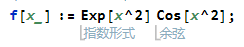 f[x_] := Exp[x^2] Cos[x^2];
指数形式 余弦